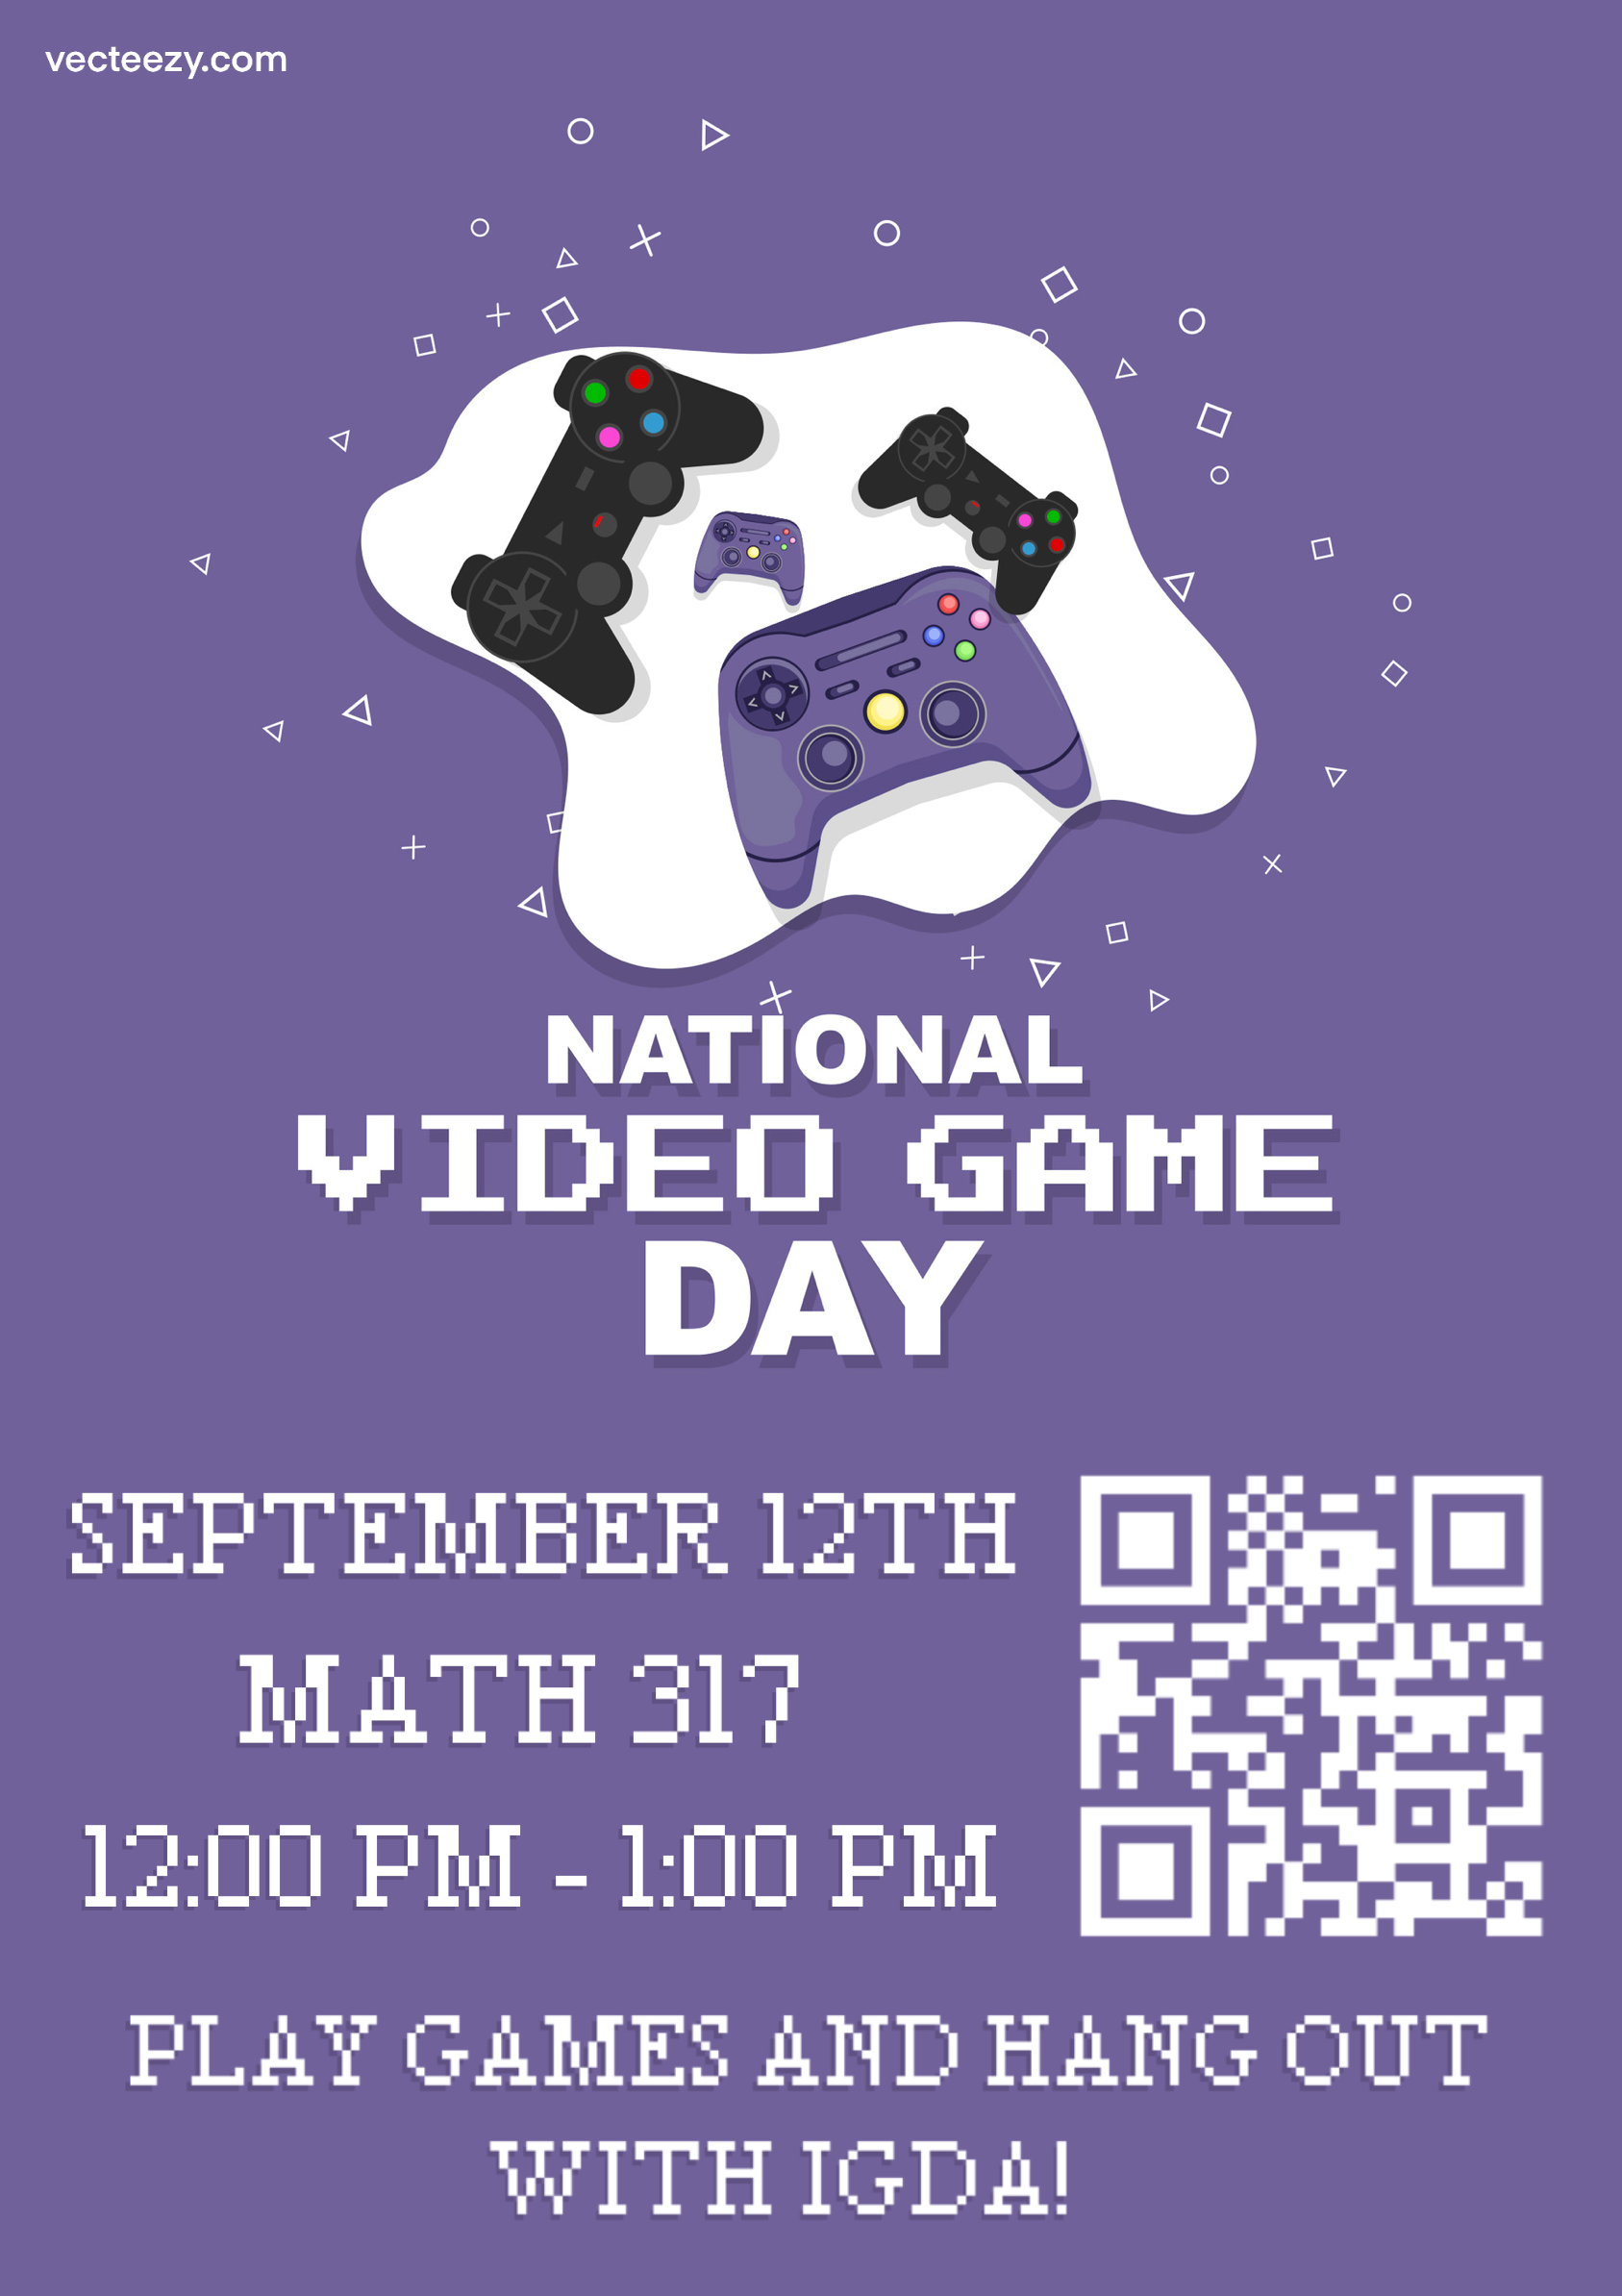 vecteezy.com
NATIONAL
VIDEO GAME
DAY
SEPTEMBER 12TH
MATH 317
12:00 PM - 1:00 PM
PLAY GAMES AND HANG OUT
WITH IGDA!